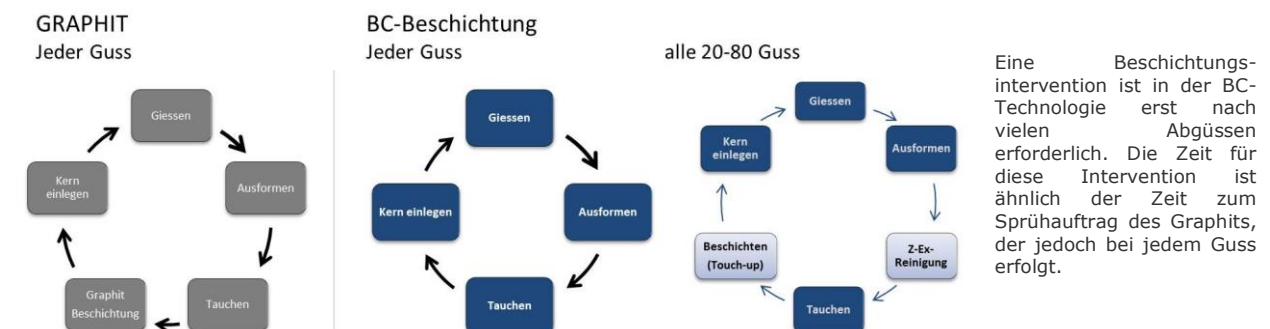 GRAPHIT
Jeder Guss
Giessen
Ausformen
Tauchen
Graphit
Beschichtung
Kern
einlegen
BC-Beschichtung
Jeder Guss
Giessen
Ausformen
Tauchen
Kern einlegen
alle 20-80 Guss
Giessen
Ausformen
Z-Ex-
Reinigung
Tauchen
Beschichten
(Touch-up)
Kern
einlegen
Eine Beschichtungs-
intervention ist in der BC-
Technologie erst nach
vielen Abgüssen
erforderlich. Die Zeit für
diese Intervention ist
ähnlich der Zeit zum
Sprühauftrag des Graphits,
der jedoch bei jedem Guss
erfolgt.